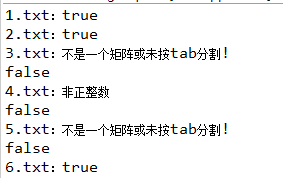 1.txt: true
2.txt: true
3.txt: 不是一个矩阵或未按tab分割!
false
4.txt: 非正整数
false
5.txt: 不是一个矩阵或未按tab分割!
false
6.txt: true